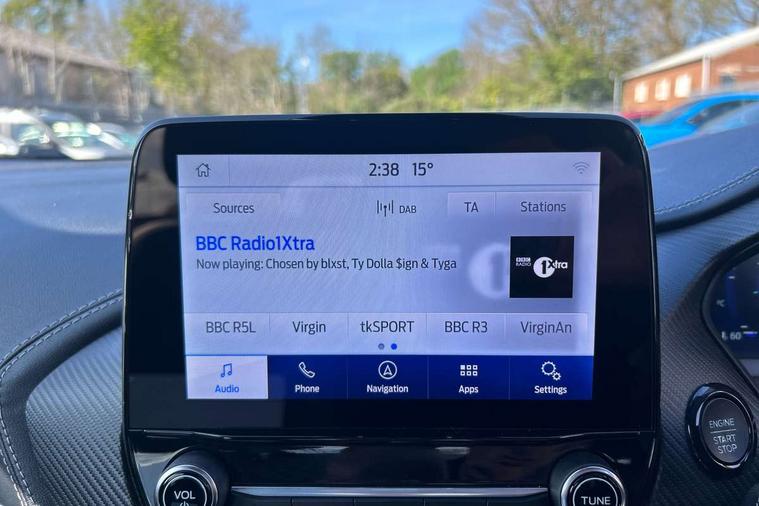 2:38 15°
Sources DAB TA Stations
BBC Radio1Xtra
Now playing: Chosen by blxst, Ty Dolla $ign & Tyga
BBC
RADIO 1Xtra
BBC R5L Virgin tkSPORT BBC R3 VirginAn
Audio Phone Navigation Apps Settings
ENGINE
START
STOP
VOL
TUNE
60